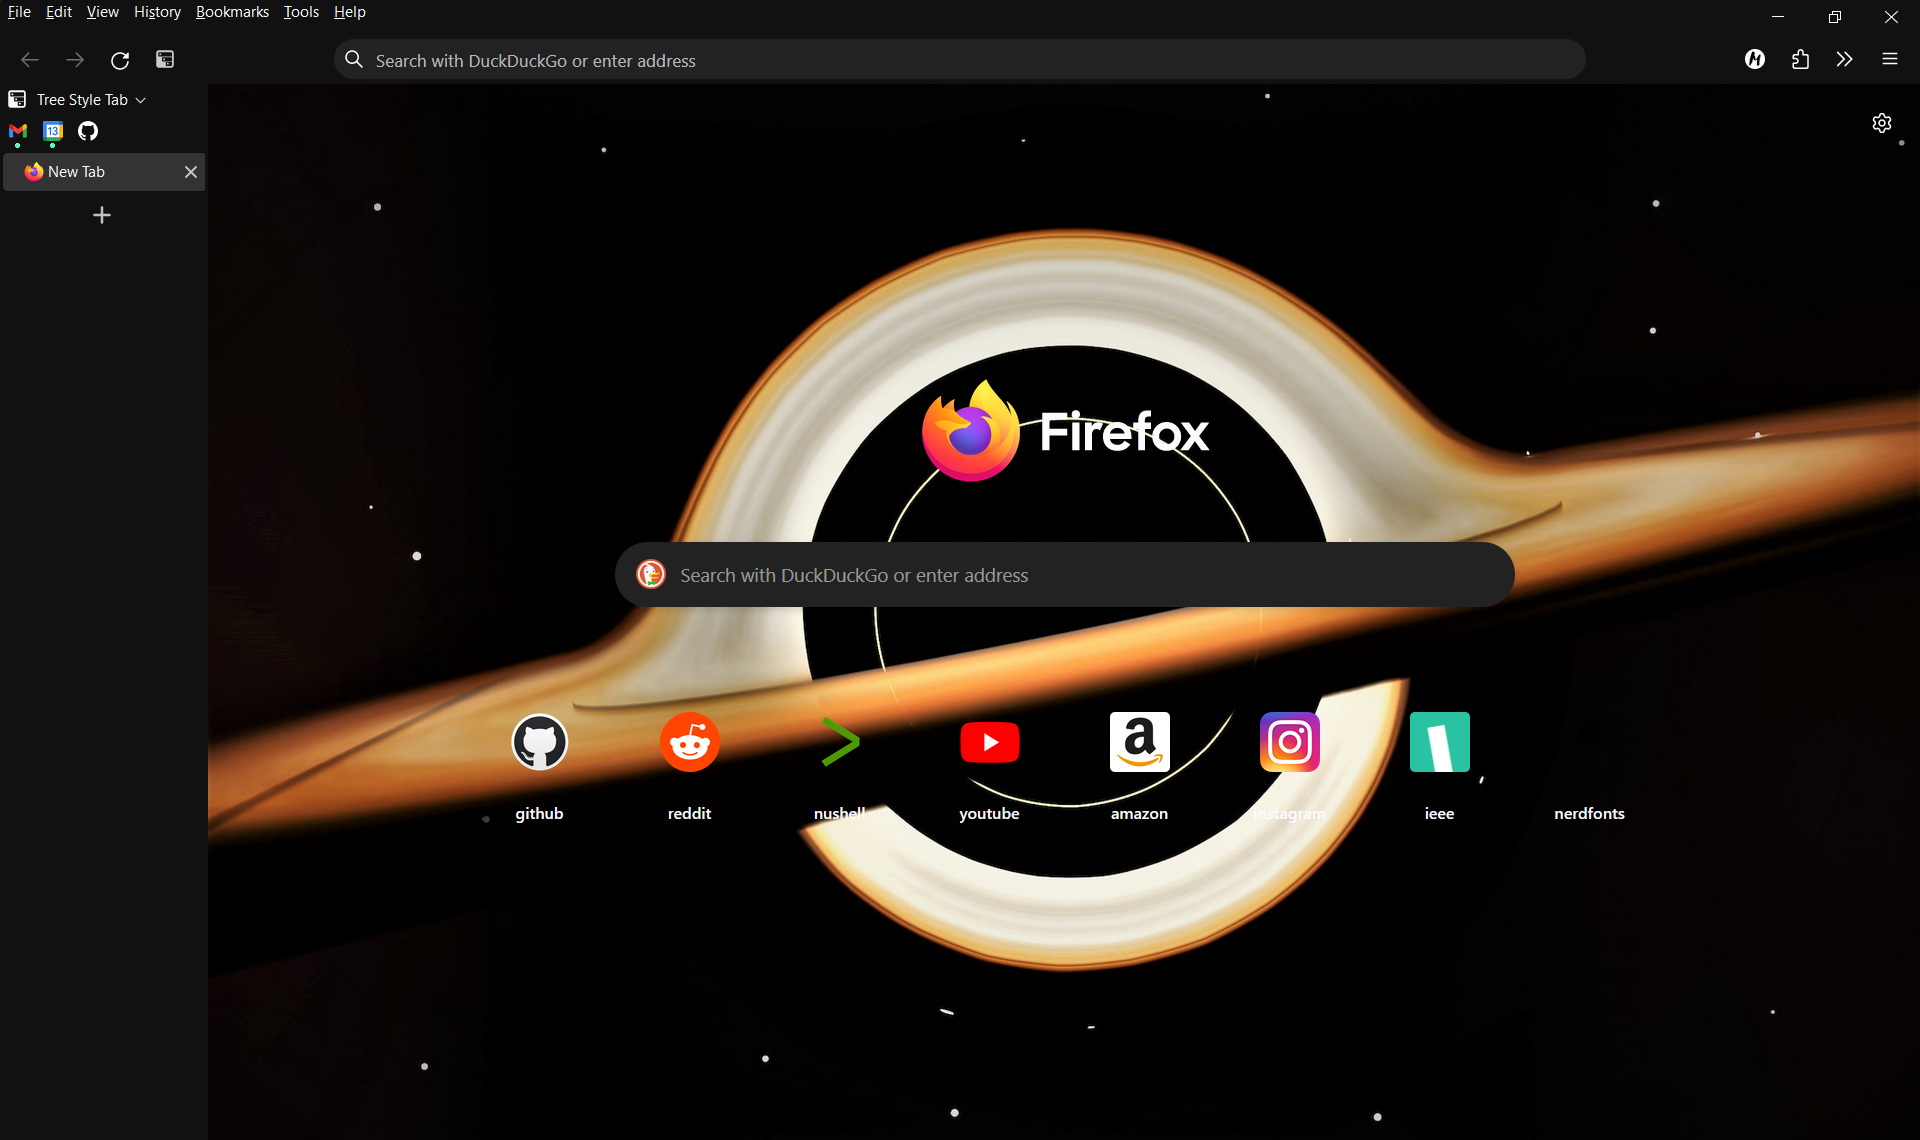 File Edit View History Bookmarks Tools Help
Search with DuckDuckGo or enter address
Tree Style Tab
13
New Tab
Firefox
Search with DuckDuckGo or enter address
github reddit nushell youtube amazon instagram ieee nerdfonts